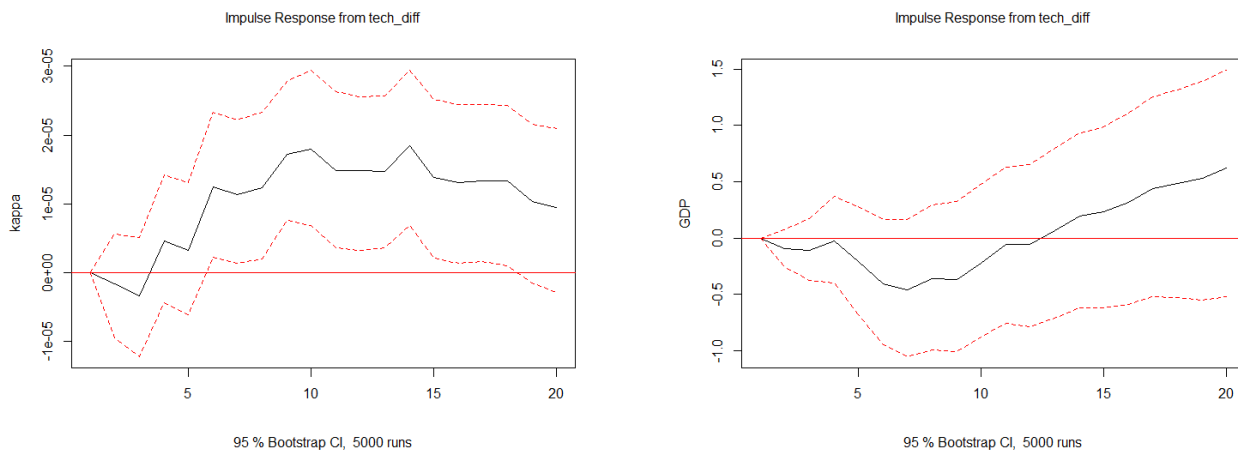 Impulse Response from tech_diff
kappa
3e-05
2e-05
1e-05
0e+00
-1e-05
5
10
15
20
95 % Bootstrap CI, 5000 runs
Impulse Response from tech_diff
GDP
1.5
1.0
0.5
0.0
-0.5
-1.0
5
10
15
20
95 % Bootstrap CI, 5000 runs